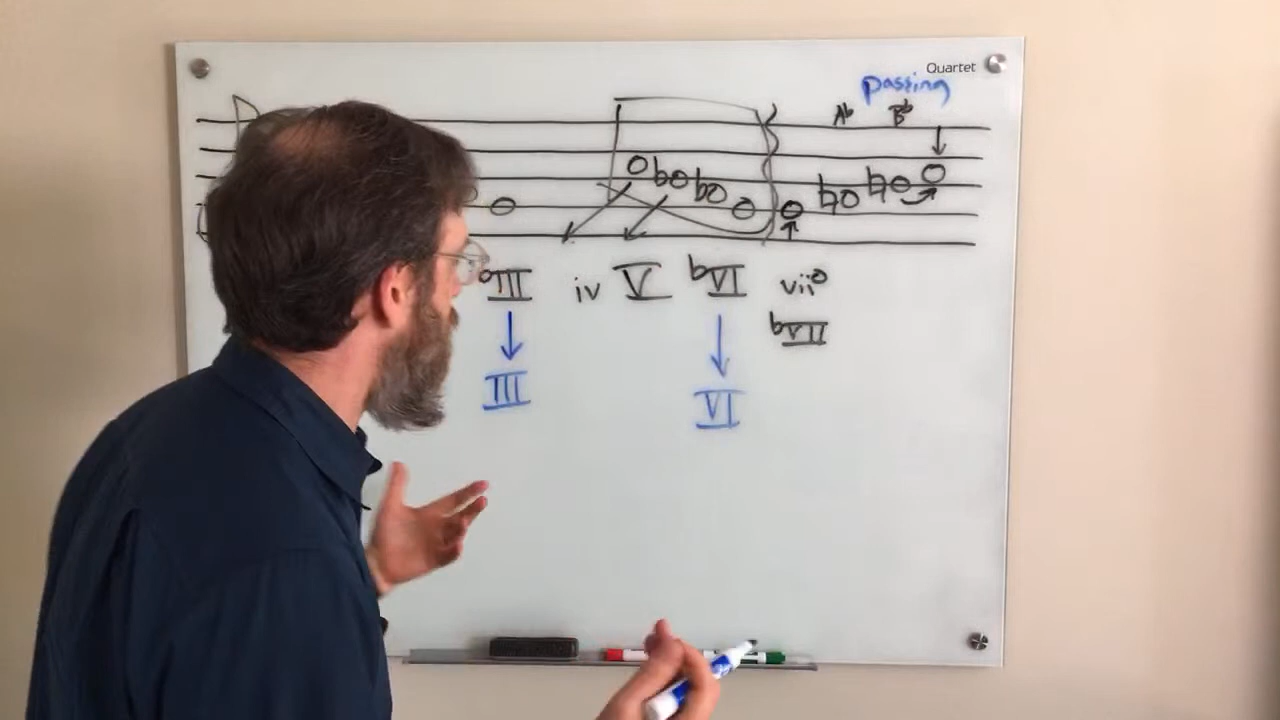 Quartet
passing
A♭ B♭
♭III iv V ♭VI vii°
♭VII
III VI